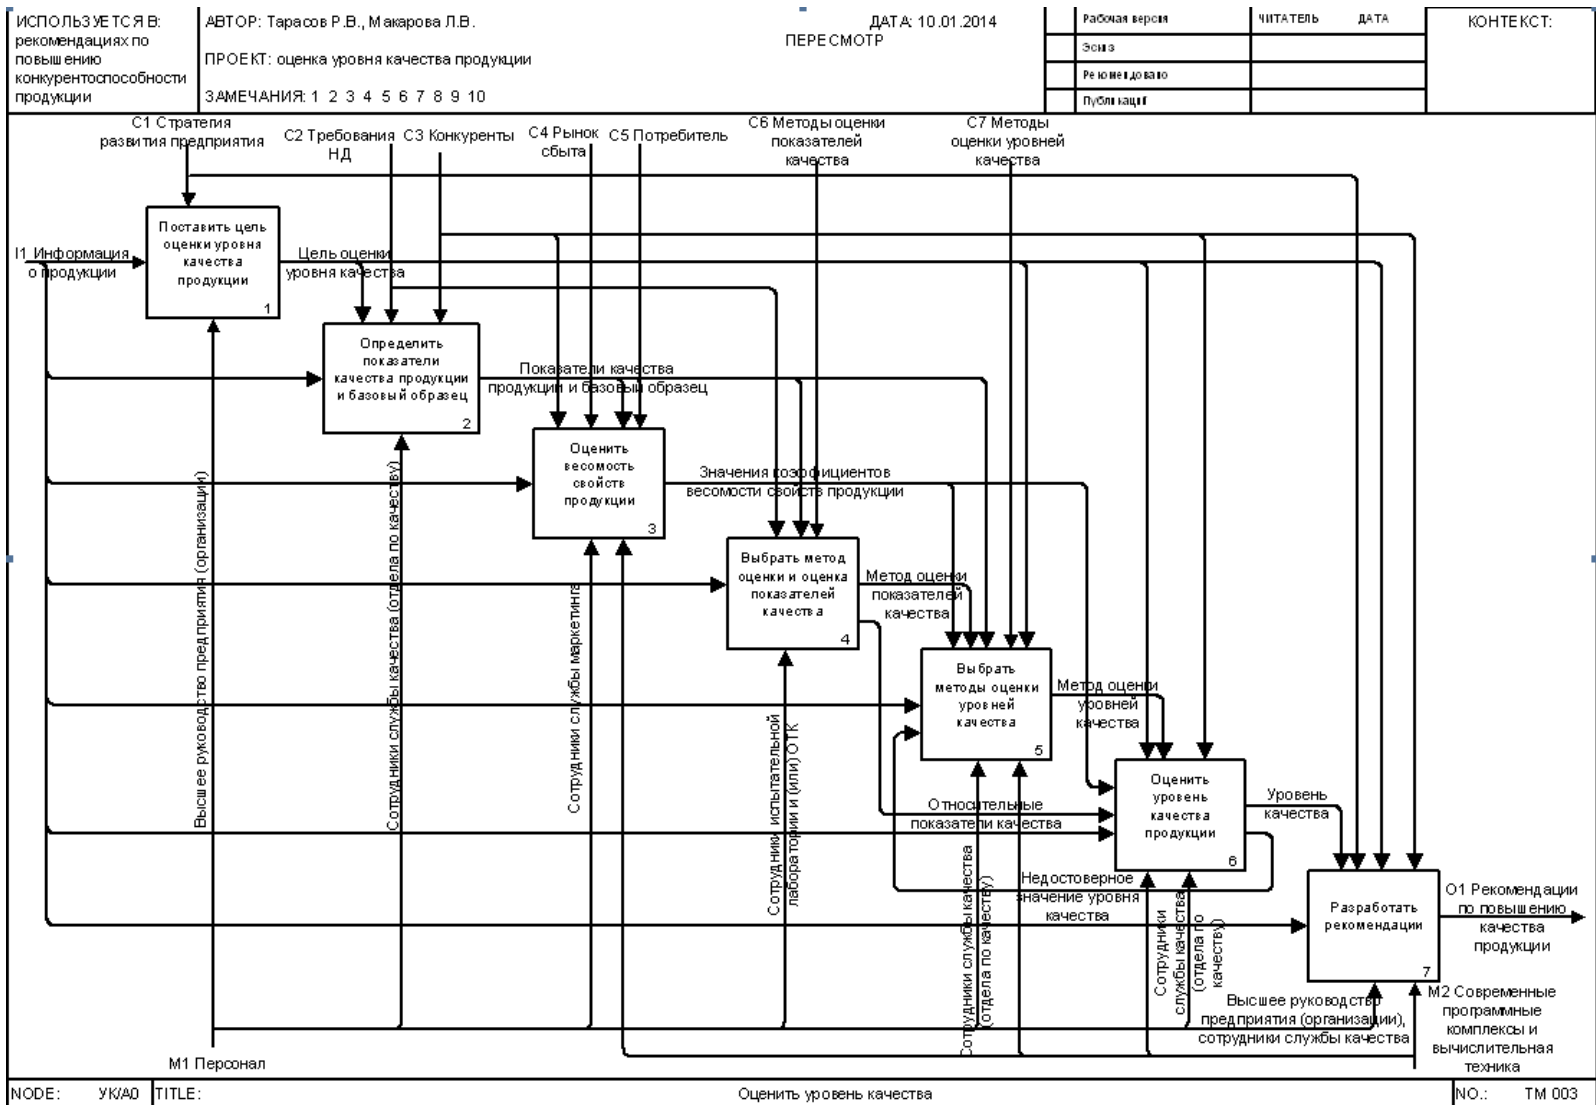 ИСПОЛЬЗУЕТСЯ В:
рекомендациях по
повышению
конкурентоспособности
продукции
АВТОР: Тарасов Р.В., Макарова Л.В.
ПРОЕКТ: оценка уровня качества продукции
ЗАМЕЧАНИЯ: 1 2 3 4 5 6 7 8 9 10
ДАТА: 10.01.2014
ПЕРЕСМОТР
Рабочая версия
Эскиз
Рекомендовано
Публикация
ЧИТАТЕЛЬ ДАТА
КОНТЕКСТ:
C1 Стратегия
развития предприятия
C2 Требования
НД
C3 Конкуренты
C4 Рынок
сбыта
C5 Потребитель
C6 Методы оценки
показателей
качества
C7 Методы
оценки уровней
качества
I1 Информация
о продукции
Поставить цель
оценки уровня
качества
продукции
1
Цель оценки
уровня качества
Определить
показатели
качества продукции
и базовый образец
2
Показатели качества
продукции и базовый образец
Оценить
весомость
свойств
продукции
3
Значения коэффициентов
весомости свойств продукции
Выбрать метод
оценки и оценка
показателей
качества
4
Метод оценки
показателей
качества
Выбрать
методы оценки
уровней
качества
5
Метод оценки
уровней
качества
Относительные
показатели качества
Оценить
уровень
качества
продукции
6
Уровень
качества
Недостоверное
значение уровня
качества
Разработать
рекомендации
7
O1 Рекомендации
по повышению
качества
продукции
Высшее руководство предприятия (организации)
Сотрудники службы качества (отдела по качеству)
Сотрудники службы маркетинга
Сотрудники испытательной
лаборатории и (или) ОТК
Сотрудники службы качества
(отдела по качеству)
Сотрудники
службы качества
(отдела по
качеству)
Высшее руководство
предприятия (организации),
сотрудники службы качества
M1 Персонал
M2 Современные
программные
комплексы и
вычислительная
техника
NODE: УК/А0
TITLE:
Оценить уровень качества
NO.: ТМ 003